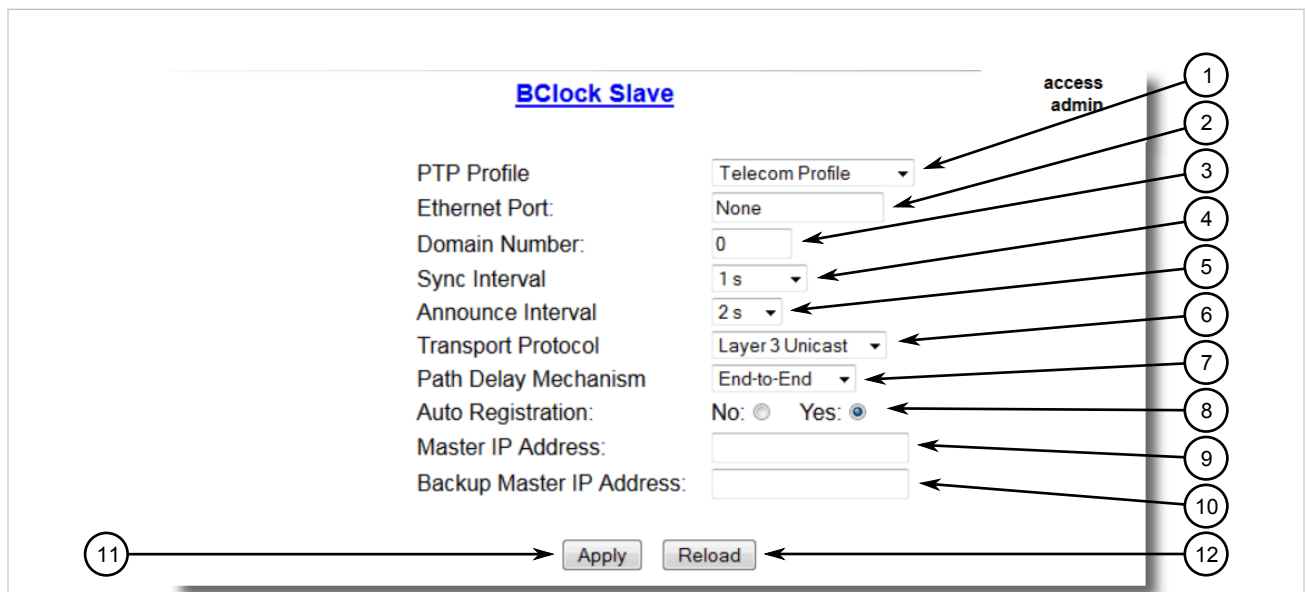 BClock Slave
access
admin
1
2
PTP Profile Telecom Profile 3
Ethernet Port: None
Domain Number: 0 4
Sync Interval 1 s 5
Announce Interval 2 s 6
Transport Protocol Layer 3 Unicast
Path Delay Mechanism End-to-End 7
Auto Registration: No: Yes: 8
Master IP Address: 9
Backup Master IP Address: 10
11 Apply Reload 12